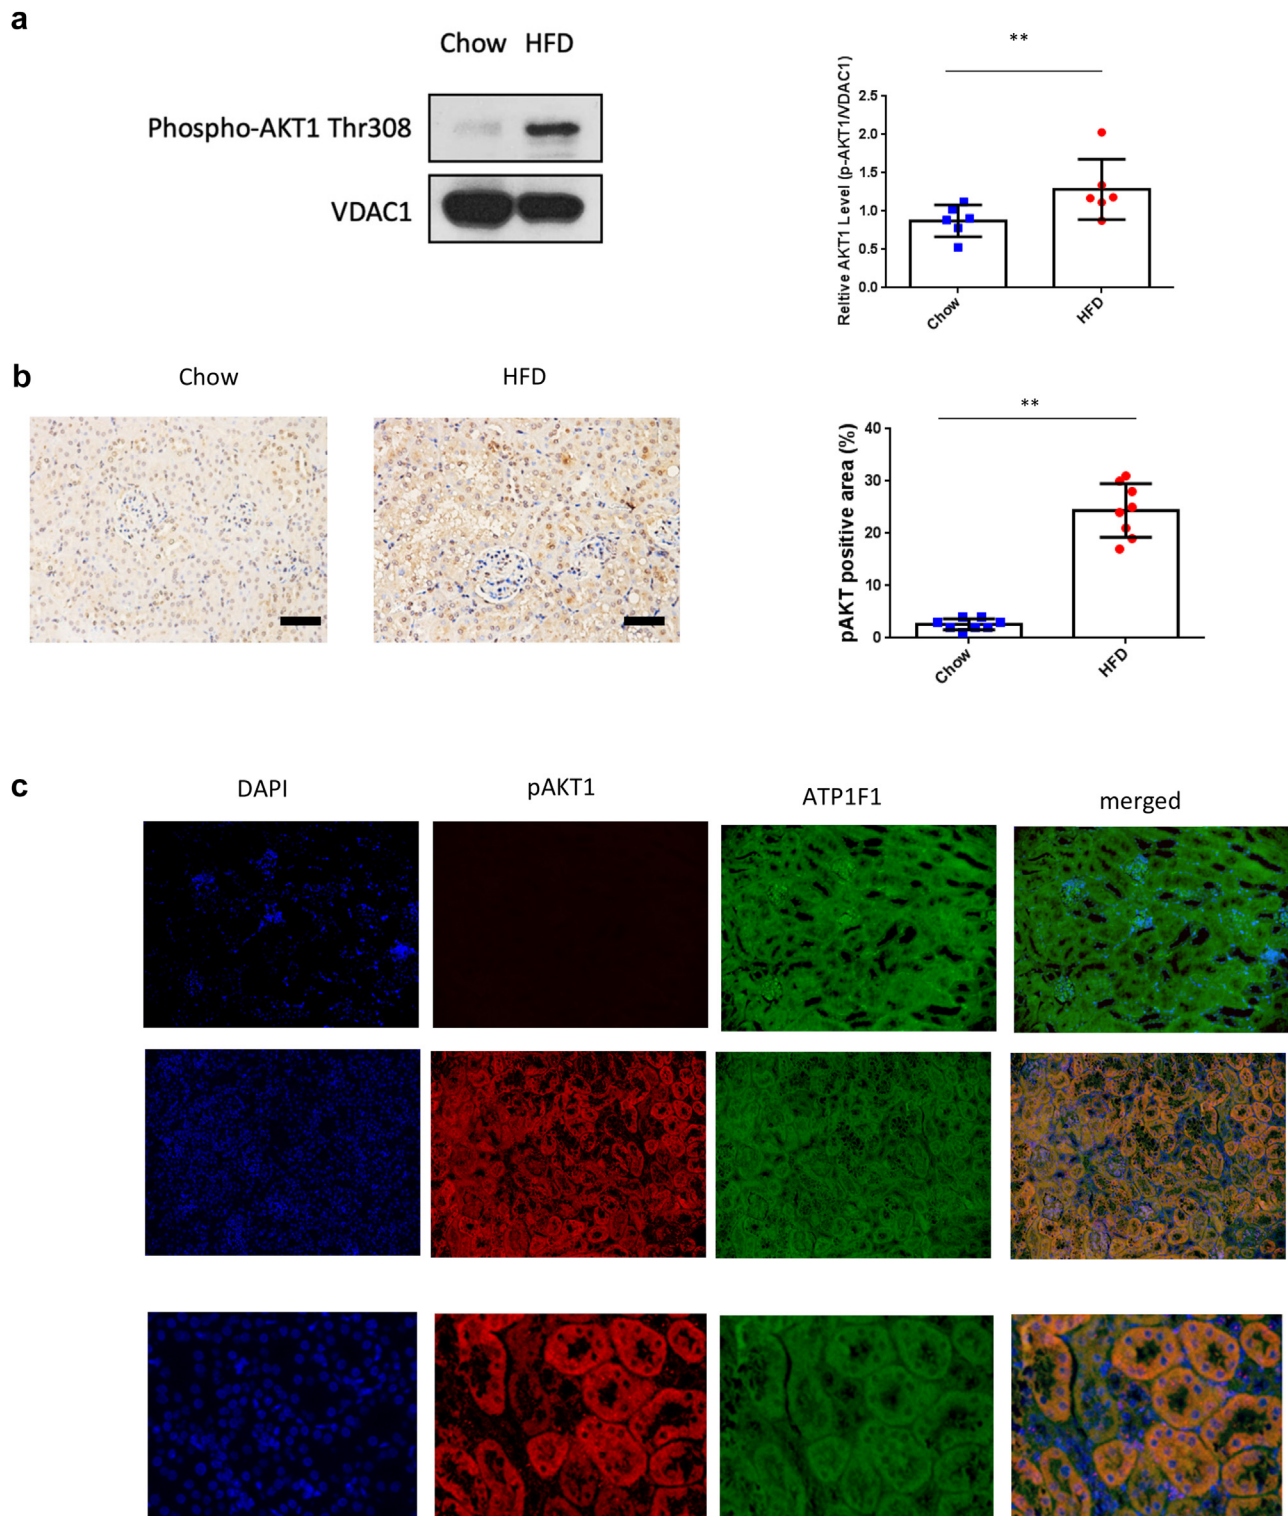 a
Chow HFD
Phospho-AKT1 Thr308
VDAC1
**
Reltive AKT1 Level (p-AKT1/VDAC1)
2.5
2.0
1.5
1.0
0.5
0.0
Chow
HFD
b
Chow
HFD
**
pAKT positive area (%)
40
30
20
10
0
Chow
HFD
c
DAPI
pAKT1
ATP1F1
merged